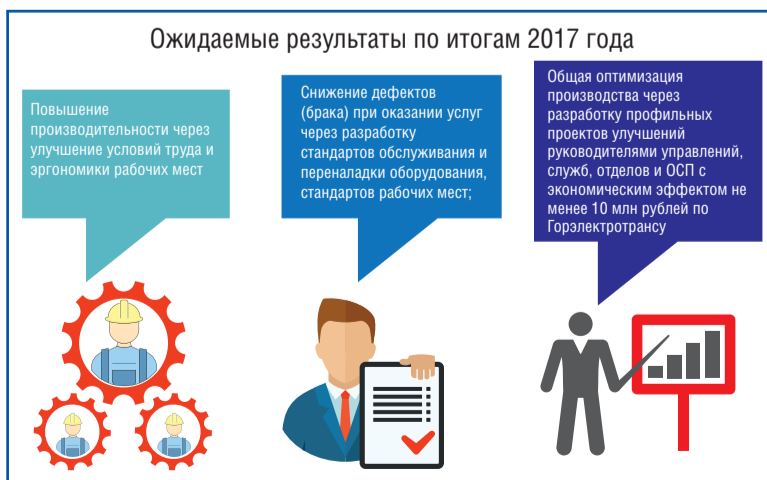 Ожидаемые результаты по итогам 2017 года
Повышение
производительности через
улучшение условий труда и
эргономики рабочих мест
Снижение дефектов
(брака) при оказании услуг
через разработку
стандартов обслуживания и
переналадки оборудования,
стандартов рабочих мест;
Общая оптимизация
производства через
разработку профильных
проектов улучшений
руководителями управлений,
служб, отделов и ОСП с
экономическим эффектом не
менее 10 млн рублей по
Горэлектротрансу